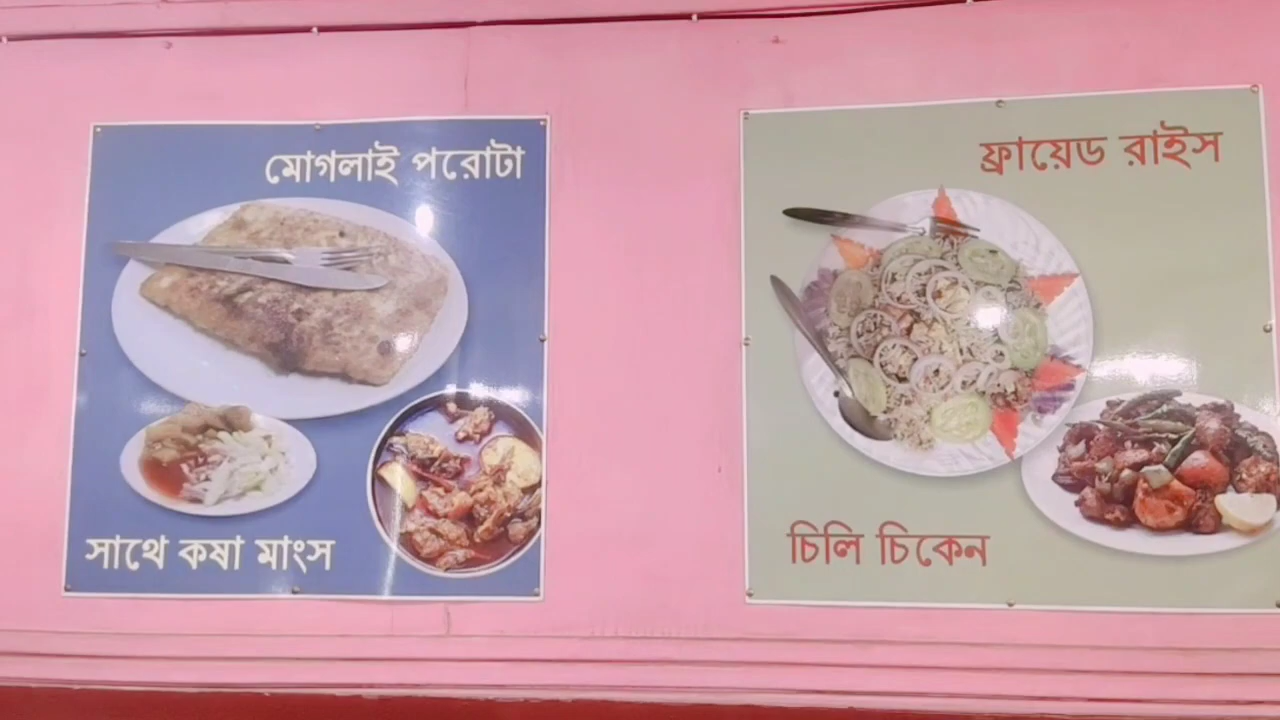 মোগলাই পরোটা
সাথে কষা মাংস
ফ্রায়েড রাইস
চিলি চিকেন